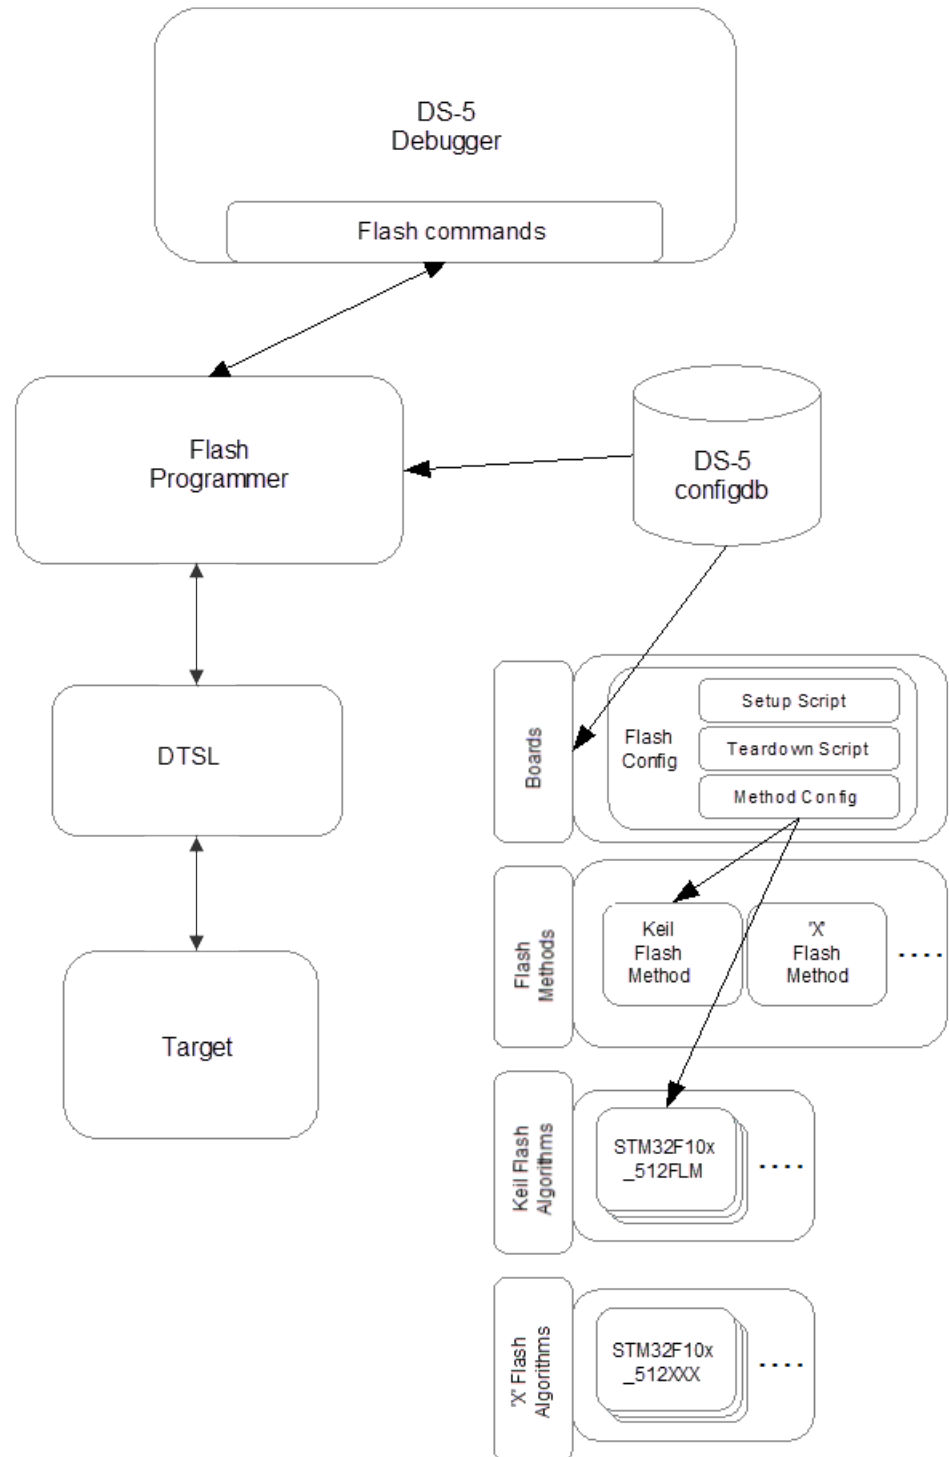 DS-5
Debugger
Flash commands
Flash
Programmer
DS-5
configdb
DTSL
Target
Boards
Flash
Config
Setup Script
Teardown Script
Method Config
Flash
Methods
Keil
Flash
Method
'X'
Flash
Method
....
Keil Flash
Algorithms
STM32F10x
_512FLM
....
'X' Flash
Algorithms
STM32F10x
_512XXX
....